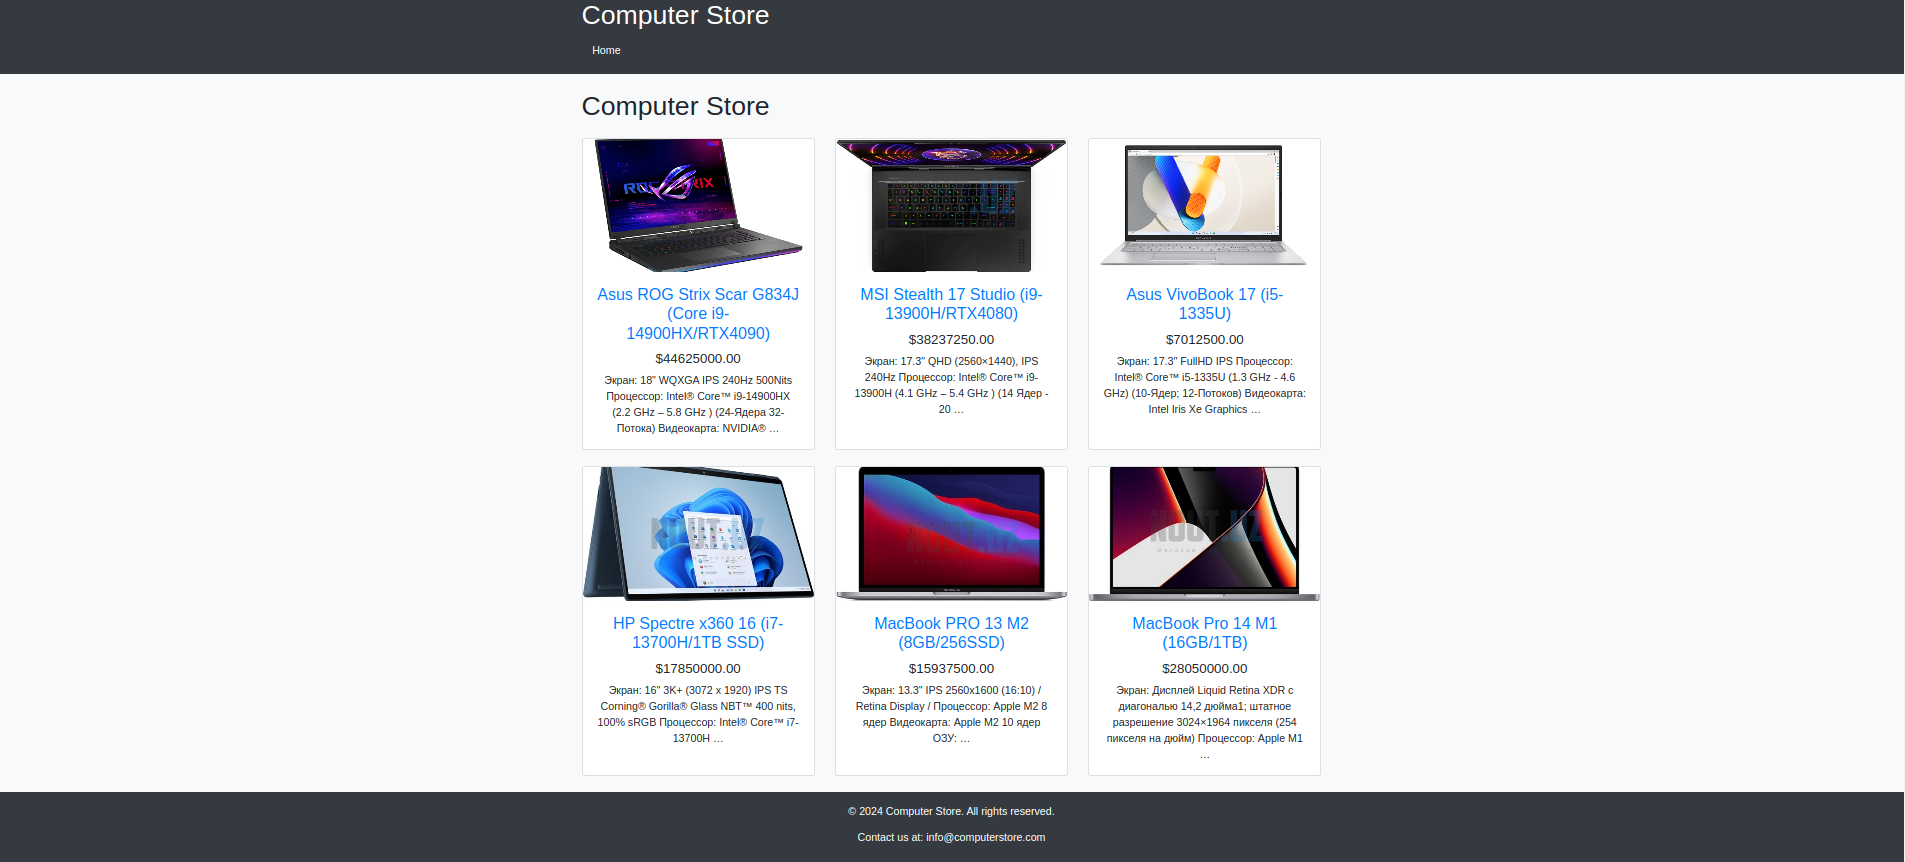 Computer Store
Home
Computer Store
ROG STRIX
Asus ROG Strix Scar G834J
(Core i9-
14900HX/RTX4090)
$44625000.00
Экран: 18" WQXGA IPS 240Hz 500Nits
Процессор: Intel® Core™ i9-14900HX
(2.2 GHz – 5.8 GHz ) (24-Ядера 32-
Потока) Видеокарта: NVIDIA® …
MSI Stealth 17 Studio (i9-
13900H/RTX4080)
$38237250.00
Экран: 17.3" QHD (2560×1440), IPS
240Hz Процессор: Intel® Core™ i9-
13900H (4.1 GHz – 5.4 GHz ) (14 Ядер -
20 …
Asus VivoBook 17 (i5-
1335U)
$7012500.00
Экран: 17.3" FullHD IPS Процессор:
Intel® Core™ i5-1335U (1.3 GHz - 4.6
GHz) (10-Ядер; 12-Потоков) Видеокарта:
Intel Iris Xe Graphics …
NOUT.UZ
HP Spectre x360 16 (i7-
13700H/1TB SSD)
$17850000.00
Экран: 16" 3K+ (3072 x 1920) IPS TS
Corning® Gorilla® Glass NBT™ 400 nits,
100% sRGB Процессор: Intel® Core™ i7-
13700H …
NOUT.UZ
MacBook PRO 13 M2
(8GB/256SSD)
$15937500.00
Экран: 13.3" IPS 2560x1600 (16:10) /
Retina Display / Процессор: Apple M2 8
ядер Видеокарта: Apple M2 10 ядер
ОЗУ: …
NOUT.UZ
Магазин
MacBook Pro 14 M1
(16GB/1TB)
$28050000.00
Экран: Дисплей Liquid Retina XDR с
диагональю 14,2 дюйма1; штатное
разрешение 3024×1964 пикселя (254
пикселя на дюйм) Процессор: Apple M1
…
© 2024 Computer Store. All rights reserved.
Contact us at: info@computerstore.com